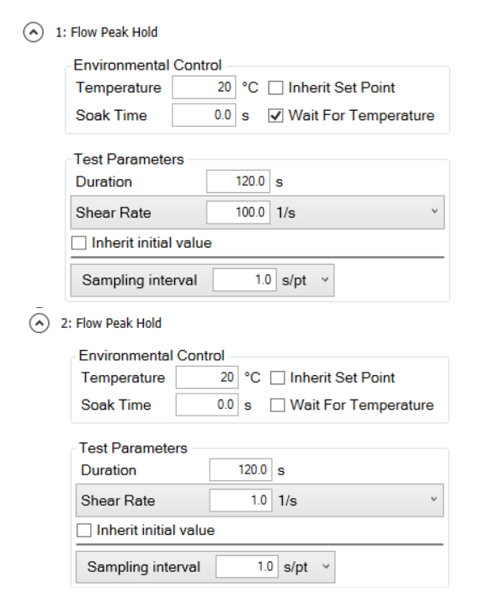 1: Flow Peak Hold
Environmental Control
Temperature 20 °C Inherit Set Point
Soak Time 0.0 s Wait For Temperature
Test Parameters
Duration 120.0 s
Shear Rate 100.0 1/s
Inherit initial value
Sampling interval 1.0 s/pt
2: Flow Peak Hold
Environmental Control
Temperature 20 °C Inherit Set Point
Soak Time 0.0 s Wait For Temperature
Test Parameters
Duration 120.0 s
Shear Rate 1.0 1/s
Inherit initial value
Sampling interval 1.0 s/pt